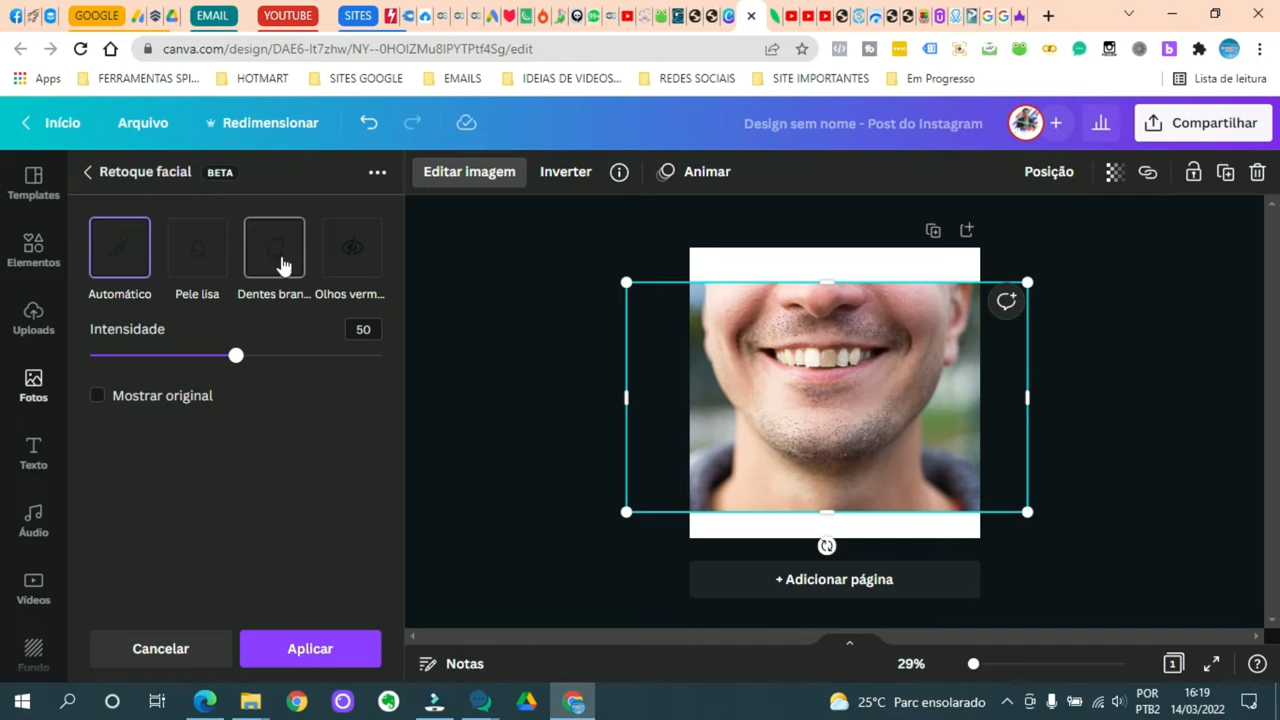 GOOGLE
EMAIL
YOUTUBE
SITES
canva.com/design/DAE6-It7zhw/NY--0HOIZMu8IPYTPtf4Sg/edit
Apps
FERRAMENTAS SPI...
HOTMART
SITES GOOGLE
EMAILS
IDEIAS DE VIDEOS...
REDES SOCIAIS
SITE IMPORTANTES
Em Progresso
Lista de leitura
Início
Arquivo
Redimensionar
Design sem nome - Post do Instagram
Compartilhar
Templates
Elementos
Uploads
Fotos
Texto
Áudio
Vídeos
Fundo
Retoque facial BETA
Automático
Pele lisa
Dentes bran...
Olhos verm...
Intensidade 50
Mostrar original
Cancelar
Aplicar
Editar imagem
Inverter
Animar
Posição
+ Adicionar página
Notas
29%
1
25°C Parc ensolarado
POR
PTB2
16:19
14/03/2022